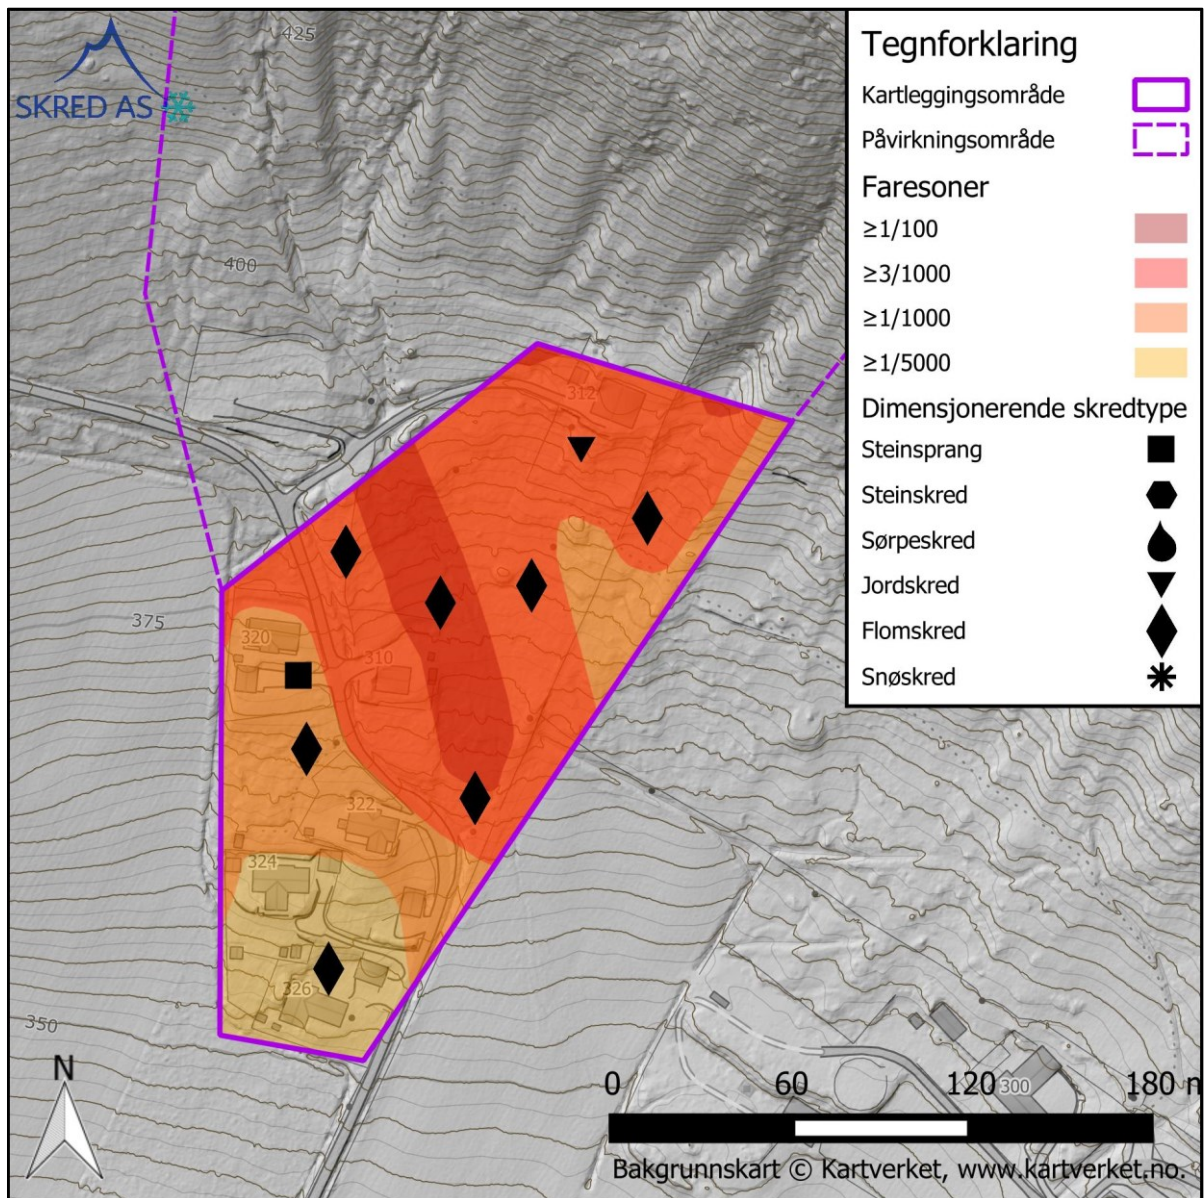 SKRED AS
425
400
375
350
312
320
310
322
324
326
300
Tegnforklaring
Kartleggingsområde
Påvirkningsområde
Faresoner
≥1/100
≥3/1000
≥1/1000
≥1/5000
Dimensjonerende skredtype
Steinsprang
Steinskred
Sørpeskred
Jordskred
Flomskred
Snøskred
N
0 60 120 180 m
Bakgrunnskart © Kartverket, www.kartverket.no.